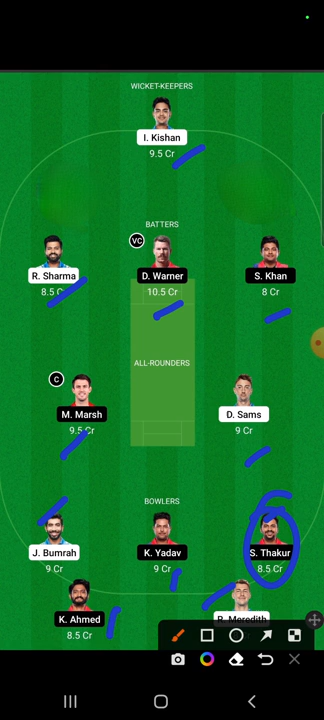 WICKET-KEEPERS
I. Kishan
9.5 Cr
BATTERS
VC
R. Sharma D. Warner S. Khan
8.5 Cr 10.5 Cr 8 Cr
ALL-ROUNDERS
C
M. Marsh D. Sams
9.5 Cr 9 Cr
BOWLERS
J. Bumrah K. Yadav S. Thakur
9 Cr 9 Cr 8.5 Cr
K. Ahmed R. Meredith
8.5 Cr